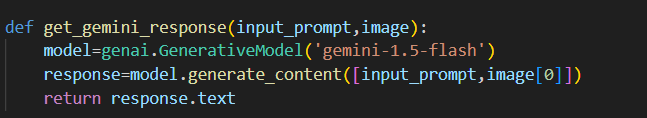 def get_gemini_response(input_prompt,image):
    model=genai.GenerativeModel('gemini-1.5-flash')
    response=model.generate_content([input_prompt,image[0]])
    return response.text